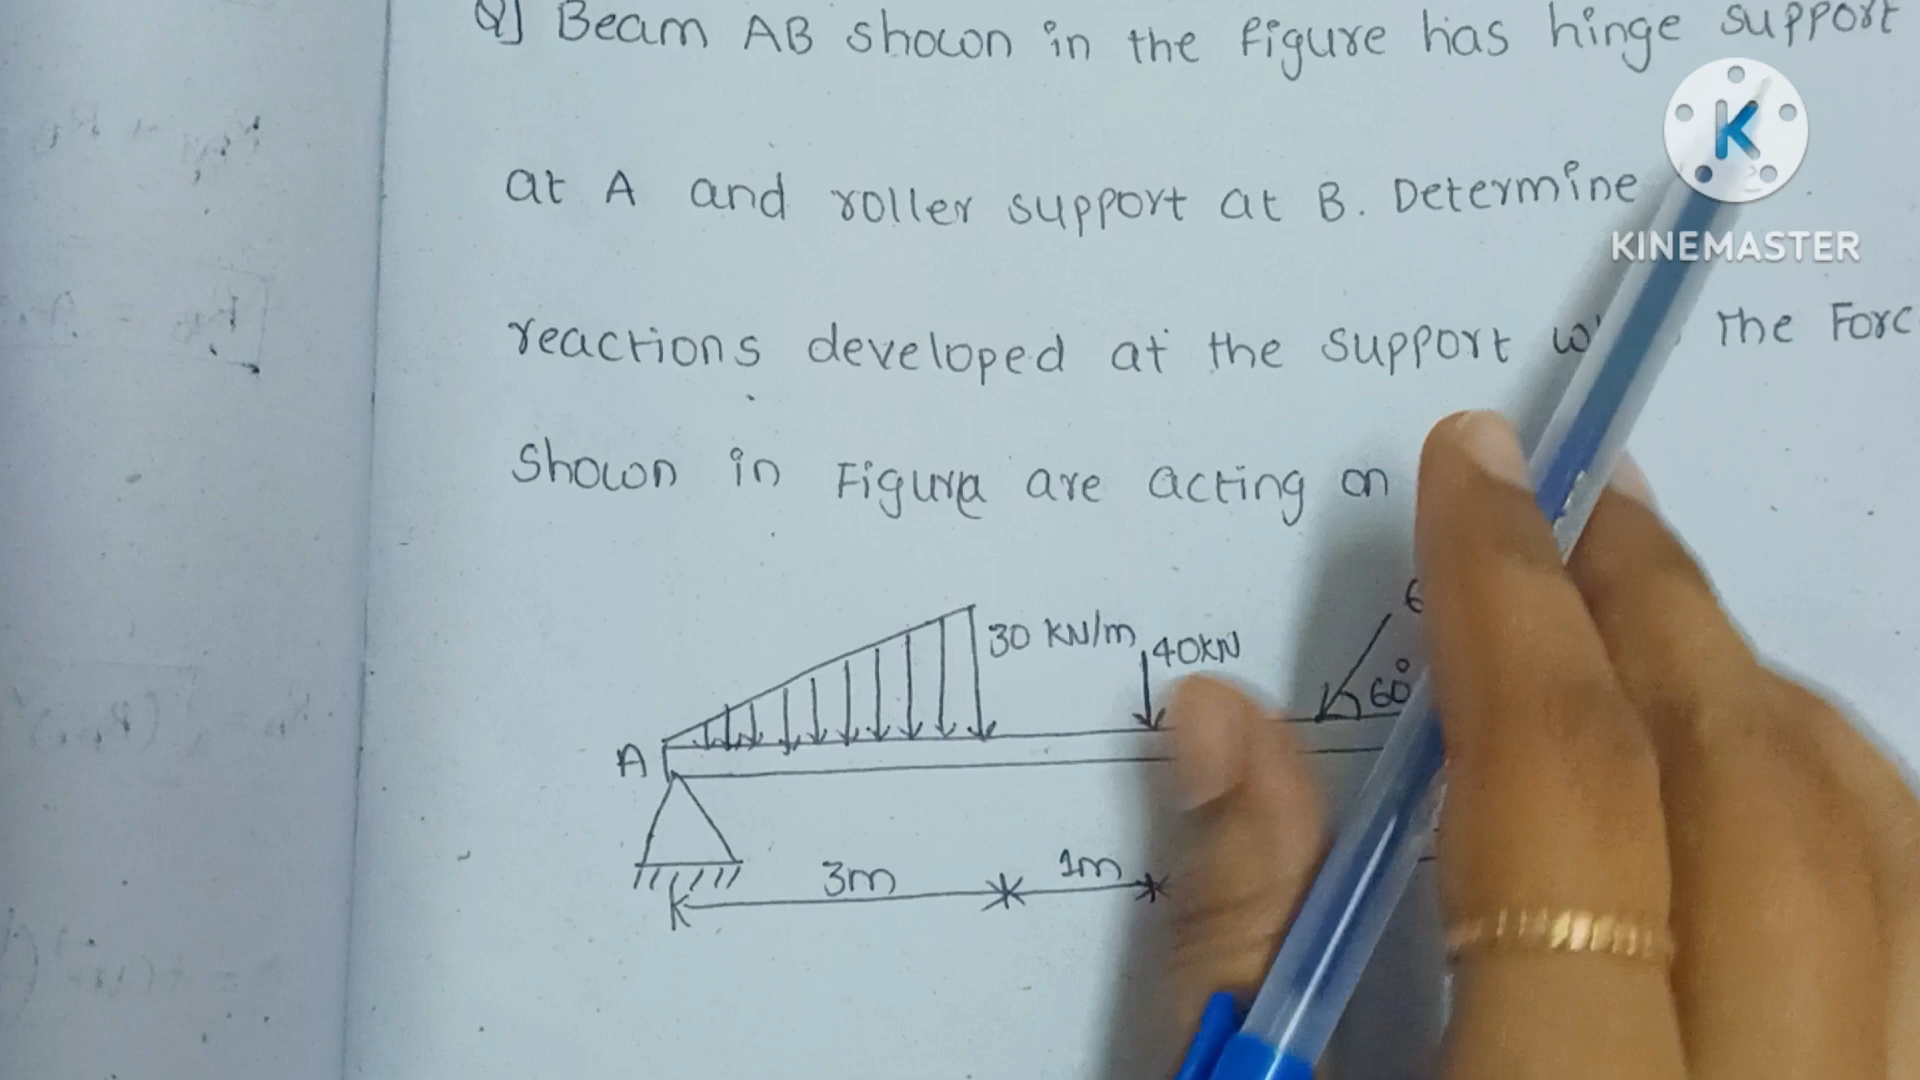 Q] Beam AB shown in the figure has hinge support
at A and roller support at B. Determine
reactions developed at the support the Forc
shown in Figure are acting on
K
KINEMASTER
30 KN/m 40KN
60°
A
3m 1m